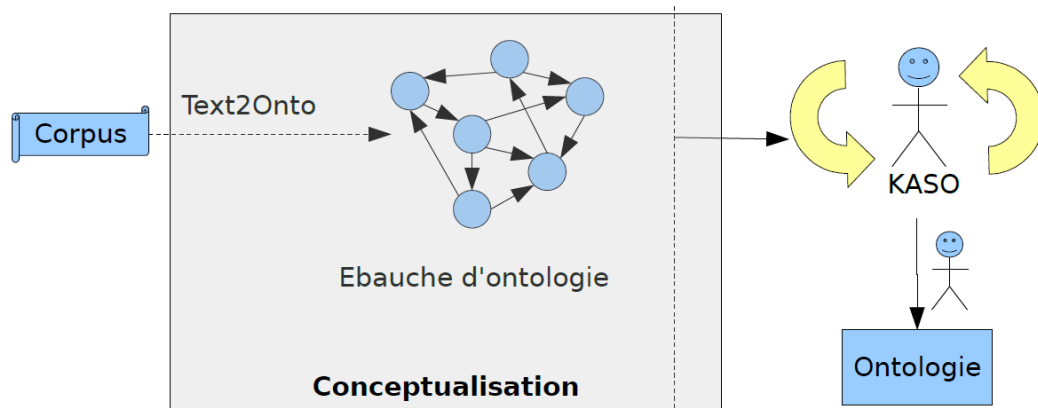 Corpus
Text2Onto
Ebauche d'ontologie
Conceptualisation
KASO
Ontologie